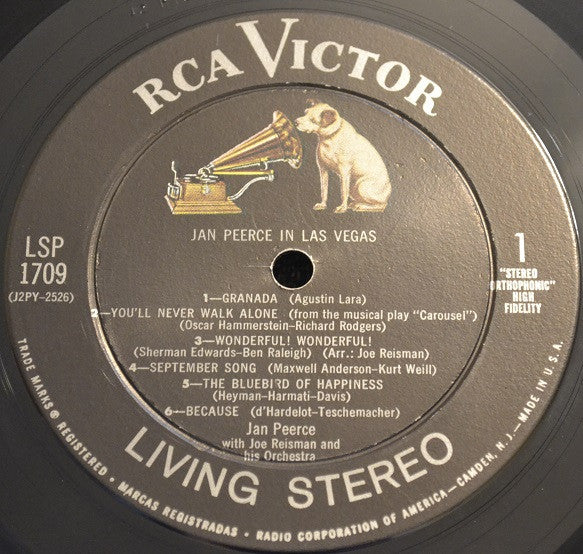 RCA VICTOR
JAN PEERCE IN LAS VEGAS
LSP
1709
(J2PY-2526)
1
"STEREO
ORTHOPHONIC"
HIGH
FIDELITY
1—GRANADA (Agustin Lara)
2—YOU'LL NEVER WALK ALONE (from the musical play "Carousel")
(Oscar Hammerstein-Richard Rodgers)
3—WONDERFUL! WONDERFUL!
(Sherman Edwards-Ben Raleigh) (Arr.: Joe Reisman)
4—SEPTEMBER SONG (Maxwell Anderson-Kurt Weill)
5—THE BLUEBIRD OF HAPPINESS
(Heyman-Harmati-Davis)
6—BECAUSE (d'Hardelot-Teschemacher)
Jan Peerce
with Joe Reisman and
his Orchestra
LIVING STEREO
TRADE MARKS ® REGISTERED • MARCAS REGISTRADAS • RADIO CORPORATION OF AMERICA—CAMDEN, N. J.—MADE IN U.S.A.